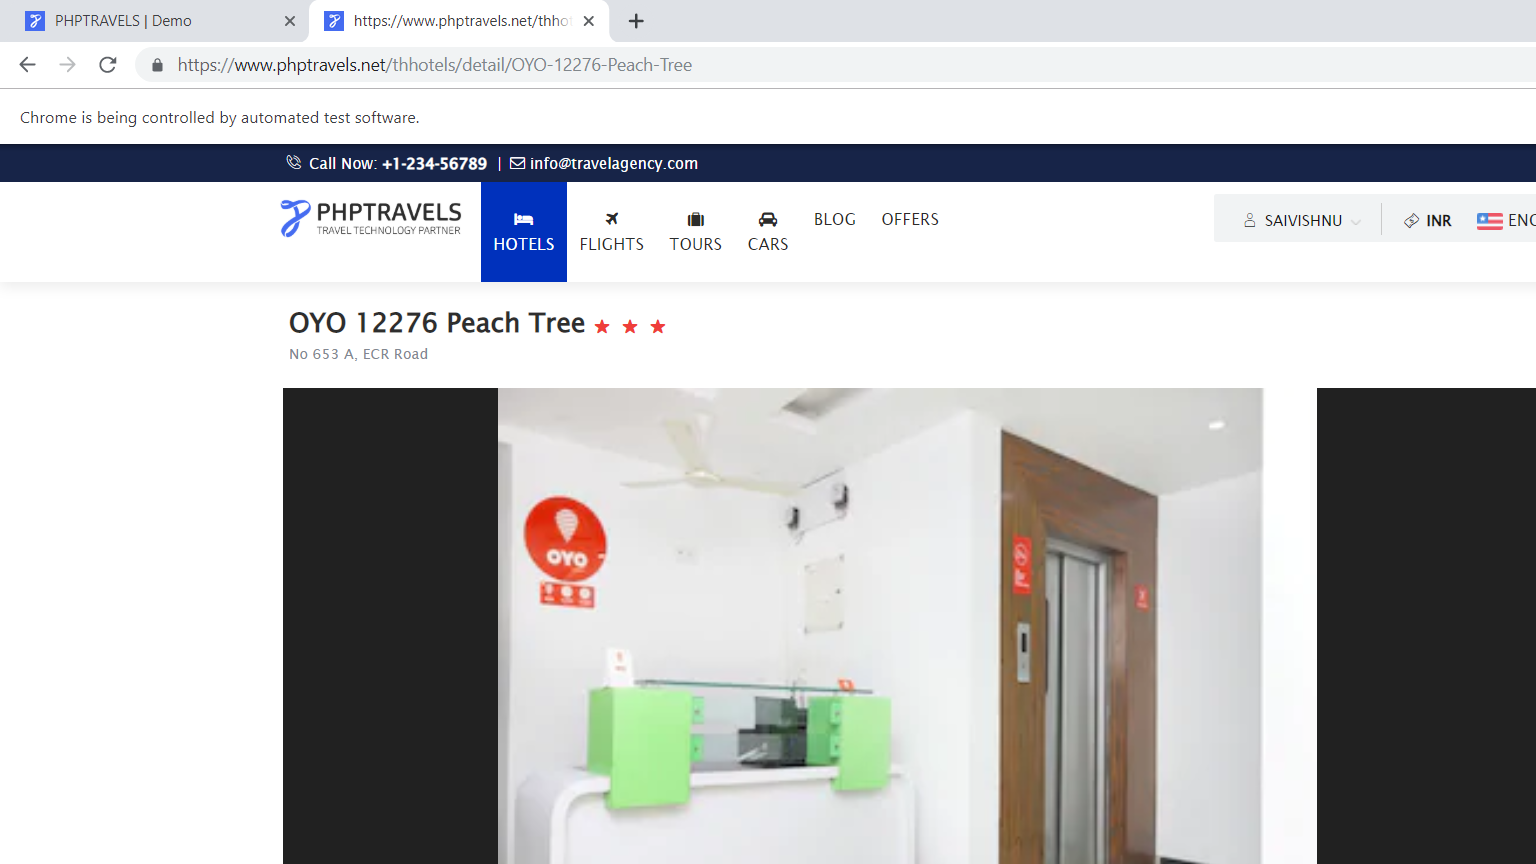 PHPTRAVELS | Demo
https://www.phptravels.net/thhot
https://www.phptravels.net/thhotels/detail/OYO-12276-Peach-Tree
Chrome is being controlled by automated test software.
Call Now: +1-234-56789 | info@travelagency.com
PHPTRAVELS
TRAVEL TECHNOLOGY PARTNER
HOTELS
FLIGHTS
TOURS
CARS
BLOG
OFFERS
SAIVISHNU
INR
ENG
OYO 12276 Peach Tree
No 653 A, ECR Road
OYO